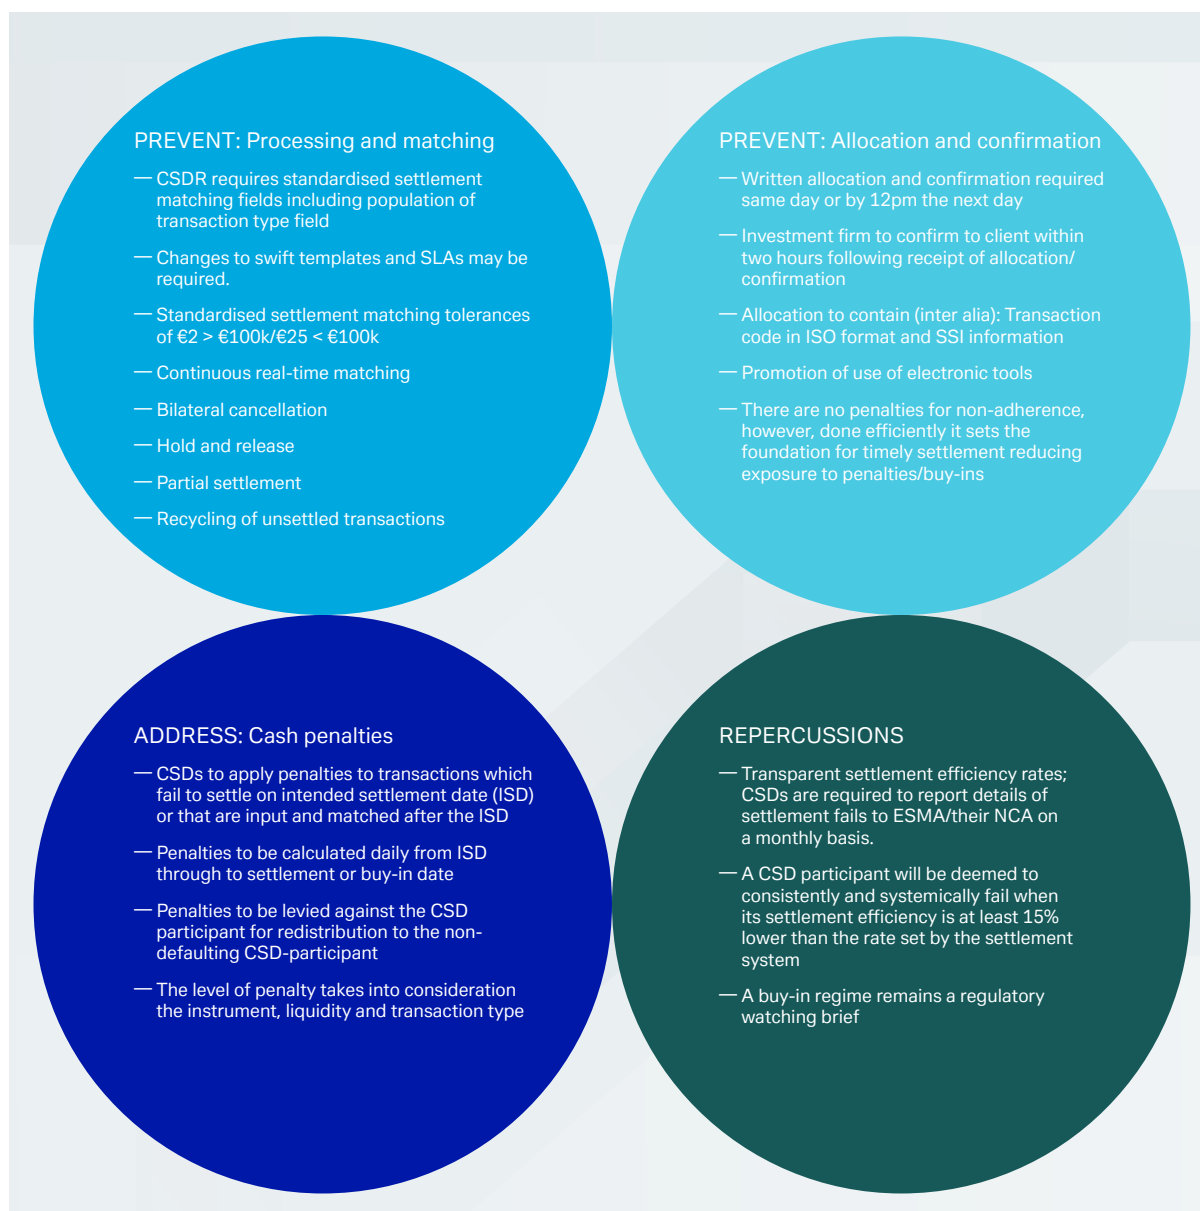 PREVENT: Processing and matching
— CSDR requires standardised settlement
matching fields including population of
transaction type field
— Changes to swift templates and SLAs may be
required.
— Standardised settlement matching tolerances
of €2 > €100k/€25 < €100k
— Continuous real-time matching
— Bilateral cancellation
— Hold and release
— Partial settlement
— Recycling of unsettled transactions
PREVENT: Allocation and confirmation
— Written allocation and confirmation required
same day or by 12pm the next day
— Investment firm to confirm to client within
two hours following receipt of allocation/
confirmation
— Allocation to contain (inter alia): Transaction
code in ISO format and SSI information
— Promotion of use of electronic tools
— There are no penalties for non-adherence,
however, done efficiently it sets the
foundation for timely settlement reducing
exposure to penalties/buy-ins
ADDRESS: Cash penalties
— CSDs to apply penalties to transactions which
fail to settle on intended settlement date (ISD)
or that are input and matched after the ISD
— Penalties to be calculated daily from ISD
through to settlement or buy-in date
— Penalties to be levied against the CSD
participant for redistribution to the non-
defaulting CSD-participant
— The level of penalty takes into consideration
the instrument, liquidity and transaction type
REPERCUSSIONS
— Transparent settlement efficiency rates;
CSDs are required to report details of
settlement fails to ESMA/their NCA on
a monthly basis.
— A CSD participant will be deemed to
consistently and systemically fail when
its settlement efficiency is at least 15%
lower than the rate set by the settlement
system
— A buy-in regime remains a regulatory
watching brief